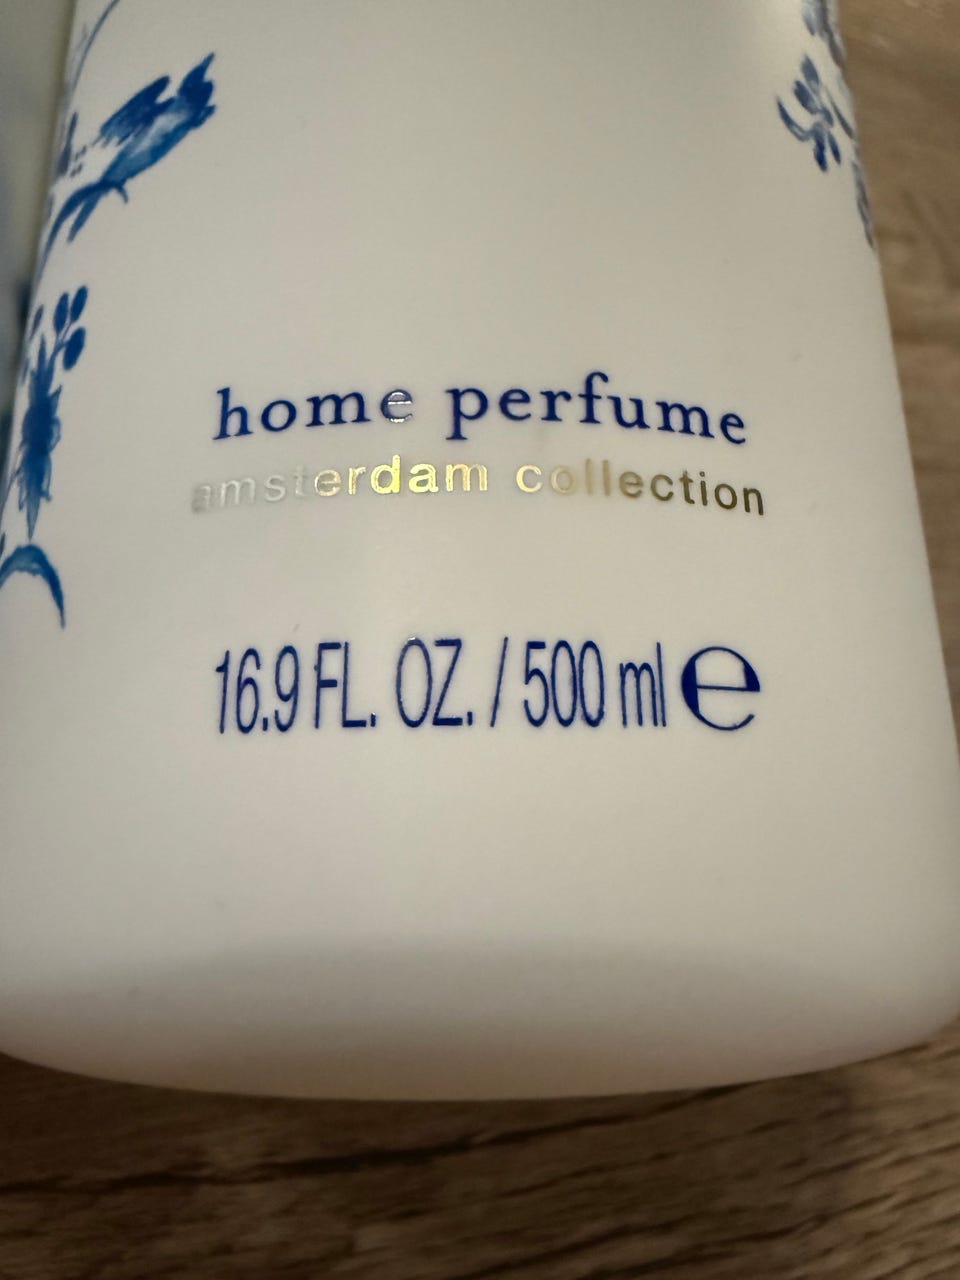 home perfume
amsterdam collection
16.9 FL. OZ. / 500 ml ℮